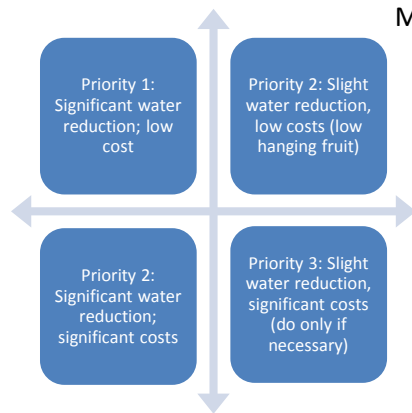 M
Priority 1:
Significant water
reduction; low
cost
Priority 2: Slight
water reduction,
low costs (low
hanging fruit)
Priority 2:
Significant water
reduction;
significant costs
Priority 3: Slight
water reduction,
significant costs
(do only if
necessary)